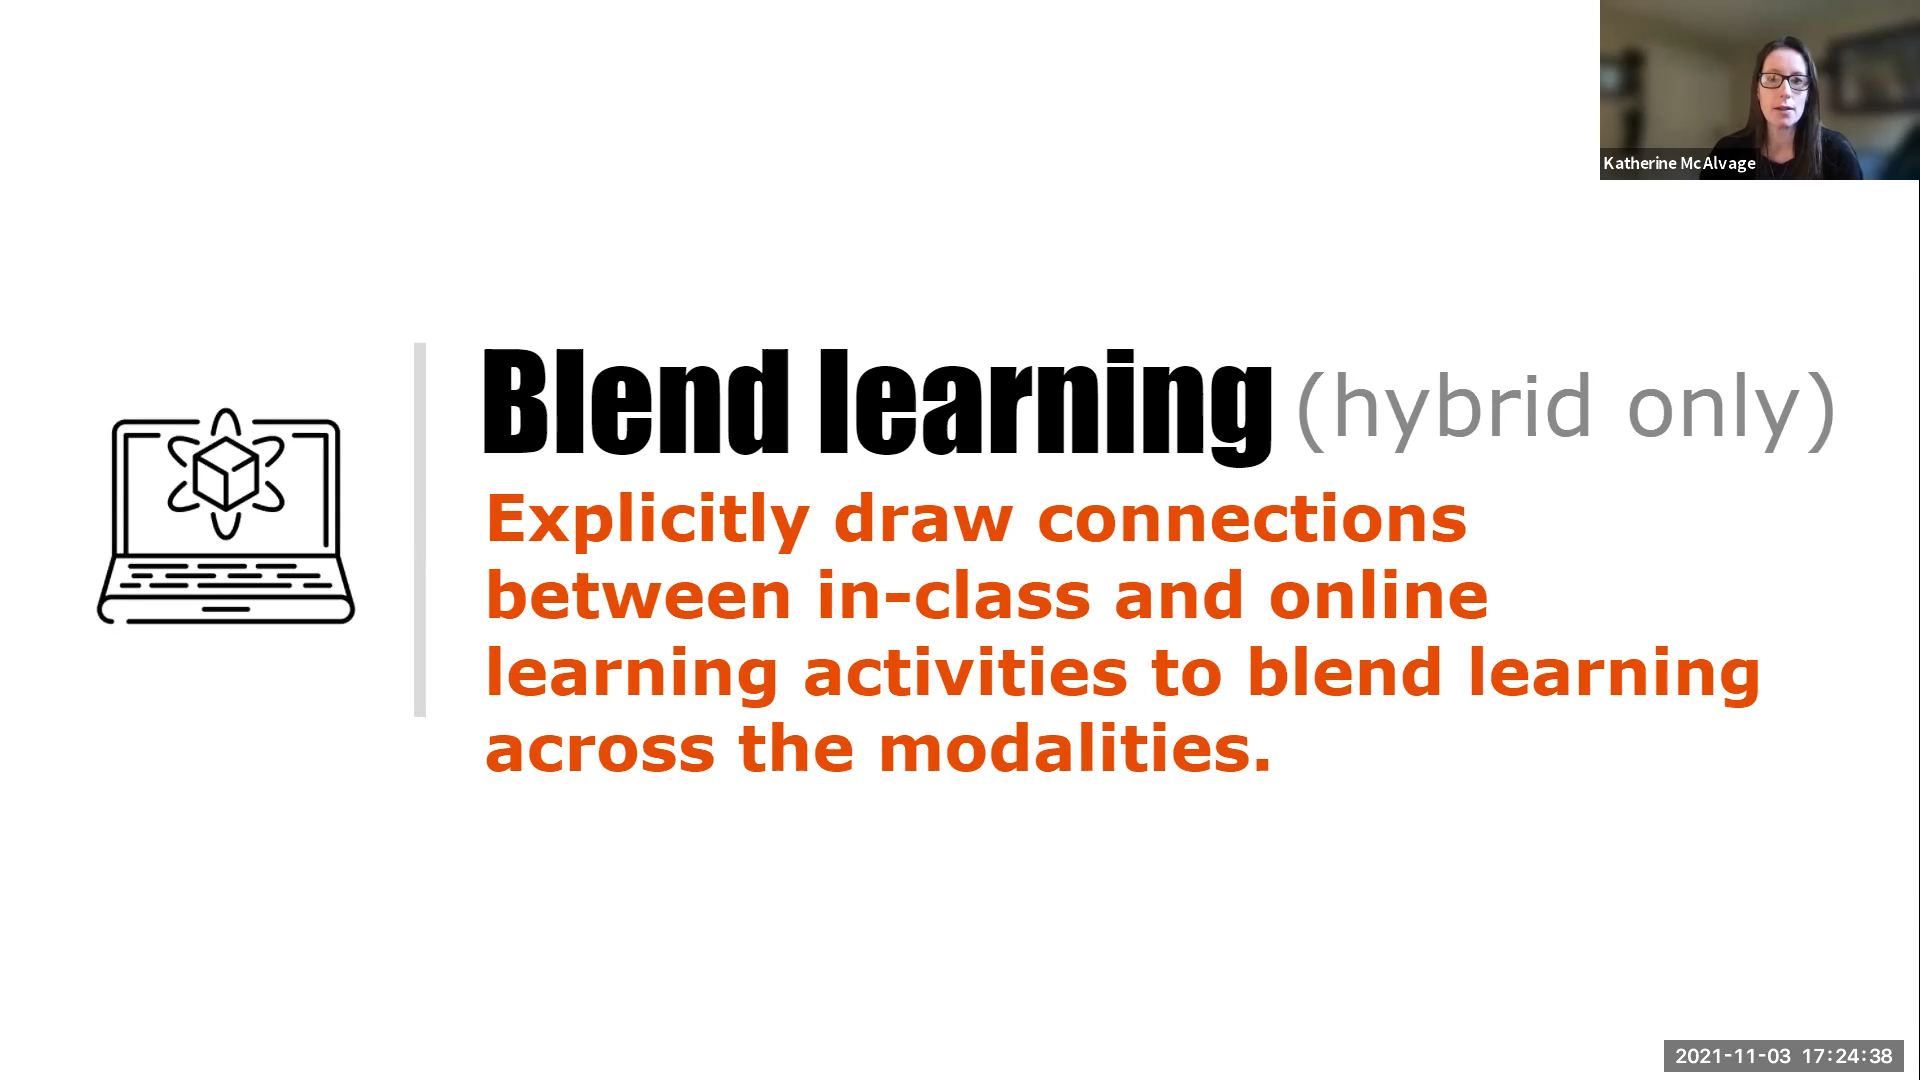 Katherine McAlvage
Blend learning (hybrid only)
Explicitly draw connections
between in-class and online
learning activities to blend learning
across the modalities.
2021-11-03 17:24:38